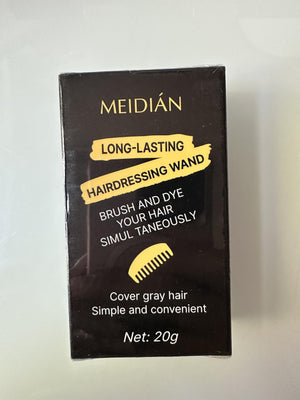 MEIDIÁN
LONG-LASTING
HAIRDRESSING WAND
BRUSH AND DYE
YOUR HAIR
SIMUL TANEOUSLY
Cover gray hair
Simple and convenient
Net: 20g